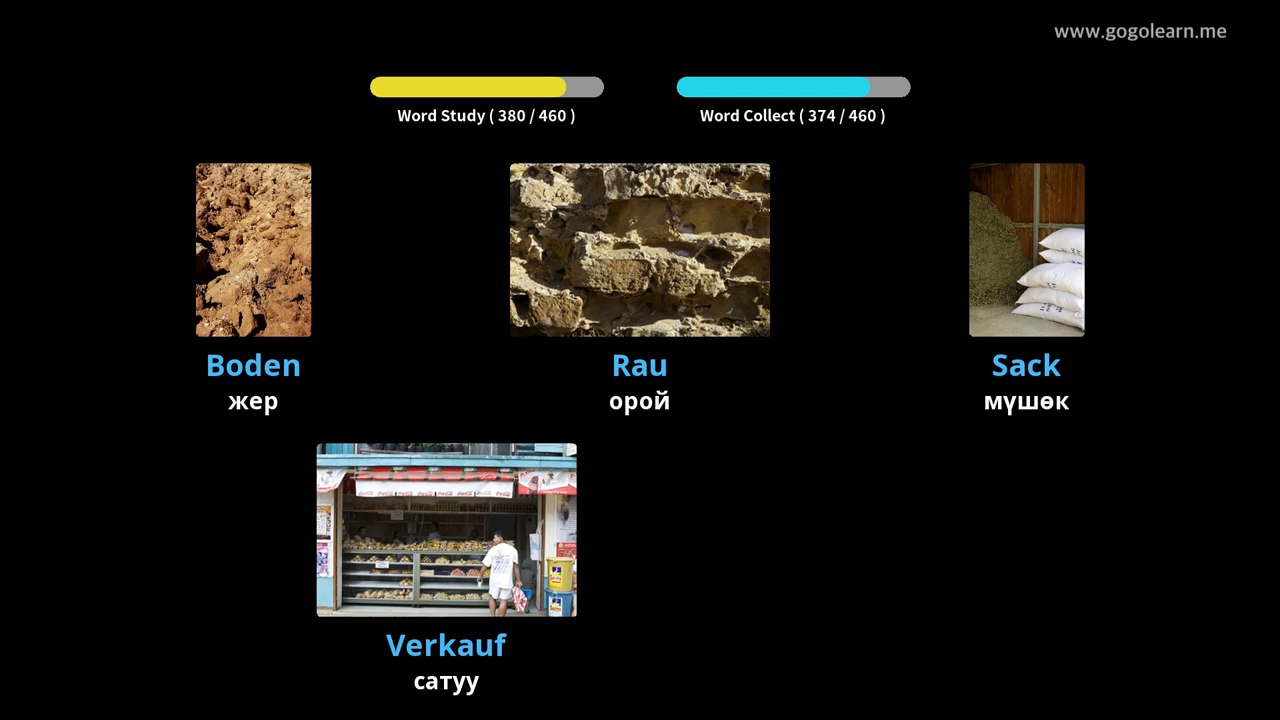 www.gogolearn.me
Word Study ( 380 / 460 )
Word Collect ( 374 / 460 )
Boden
жер
Rau
орой
Sack
мүшөк
Verkauf
сатуу